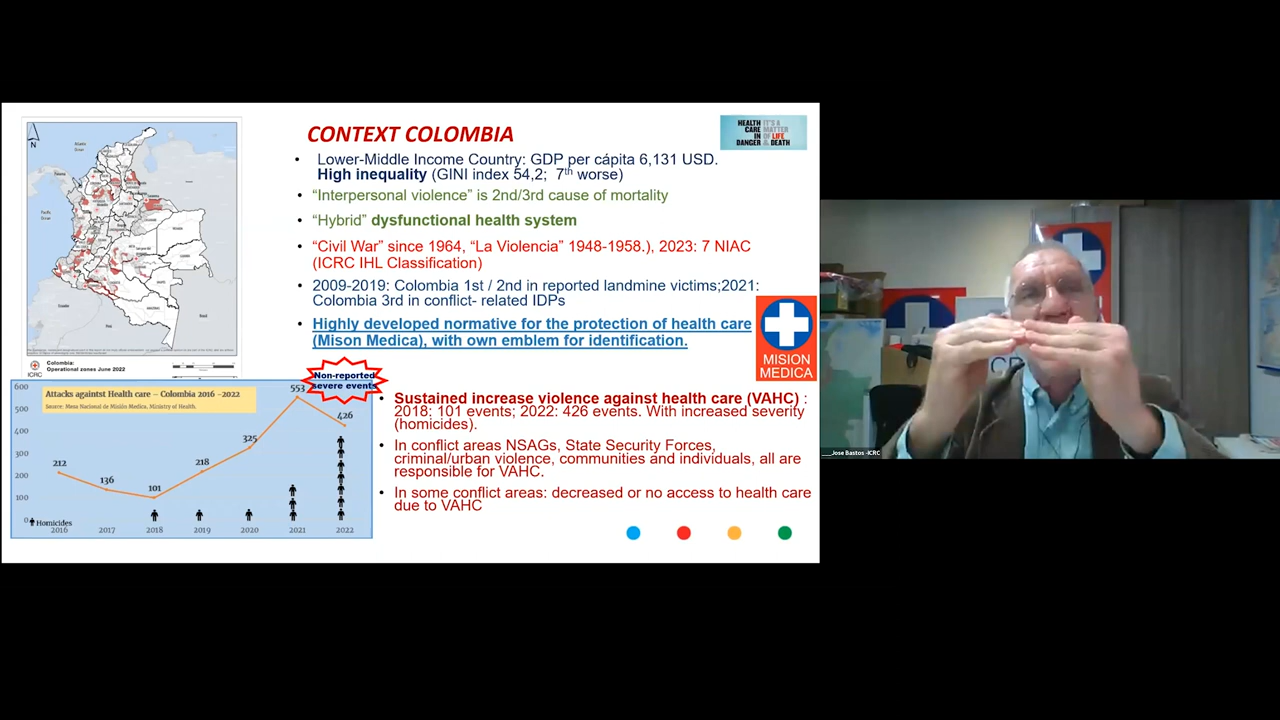 CONTEXT COLOMBIA
HEALTH CARE IN DANGER
IT'S A MATTER OF LIFE & DEATH
• Lower-Middle Income Country: GDP per cápita 6,131 USD.
High inequality (GINI index 54,2; 7th worse)
• “Interpersonal violence” is 2nd/3rd cause of mortality
• “Hybrid” dysfunctional health system
• “Civil War” since 1964, “La Violencia” 1948-1958.), 2023: 7 NIAC
(ICRC IHL Classification)
• 2009-2019: Colombia 1st / 2nd in reported landmine victims;2021:
Colombia 3rd in conflict- related IDPs
• Highly developed normative for the protection of health care
(Mison Medica), with own emblem for identification.
MISION
MEDICA
N
ICRC
Colombia:
Operational zones June 2022
Non-reported
severe events
Attacks against Health care – Colombia 2016 -2022
Source: Mesa Nacional de Misión Medica, Ministry of Health.
600
500
400
300
200
100
0
212
136
101
218
325
553
426
Homicides
2016 2017 2018 2019 2020 2021 2022
• Sustained increase violence against health care (VAHC) :
2018: 101 events; 2022: 426 events. With increased severity
(homicides).
• In conflict areas NSAGs, State Security Forces,
criminal/urban violence, communities and individuals, all are
responsible for VAHC.
• In some conflict areas: decreased or no access to health care
due to VAHC
___Jose Bastos -ICRC